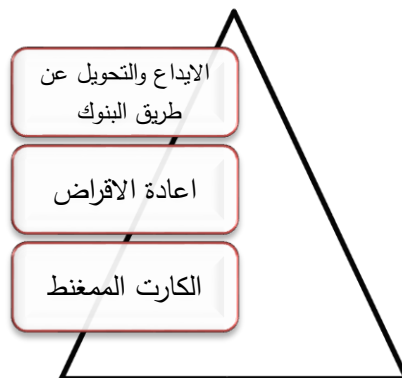 الايداع والتحويل عن
طريق البنوك
اعادة الاقراض
الكارت الممغنط